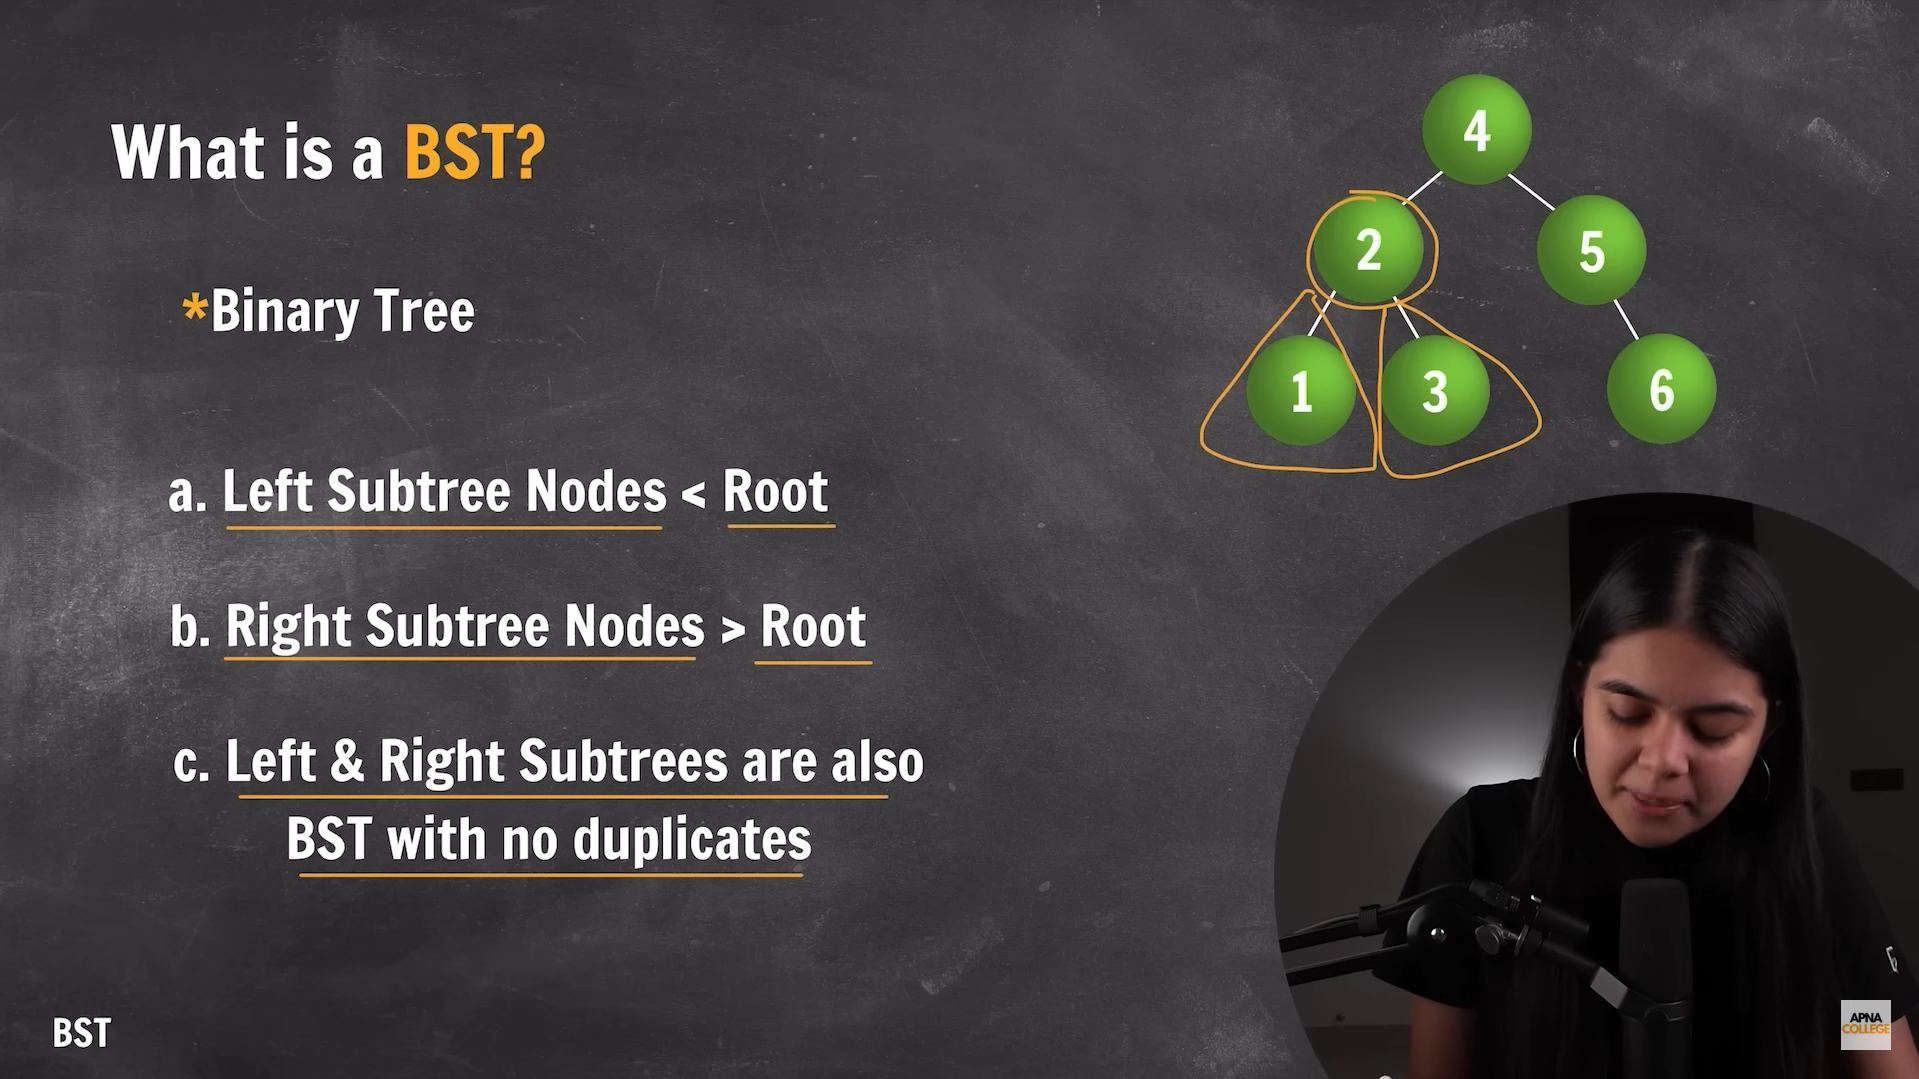 What is a BST?
*Binary Tree
a. Left Subtree Nodes < Root
b. Right Subtree Nodes > Root
c. Left & Right Subtrees are also
BST with no duplicates
4
2
5
1
3
6
BST
APNA
COLLEGE